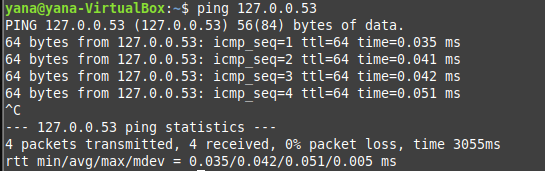 yana@yana-VirtualBox:~$ ping 127.0.0.53
PING 127.0.0.53 (127.0.0.53) 56(84) bytes of data.
64 bytes from 127.0.0.53: icmp_seq=1 ttl=64 time=0.035 ms
64 bytes from 127.0.0.53: icmp_seq=2 ttl=64 time=0.041 ms
64 bytes from 127.0.0.53: icmp_seq=3 ttl=64 time=0.042 ms
64 bytes from 127.0.0.53: icmp_seq=4 ttl=64 time=0.051 ms
^C
--- 127.0.0.53 ping statistics ---
4 packets transmitted, 4 received, 0% packet loss, time 3055ms
rtt min/avg/max/mdev = 0.035/0.042/0.051/0.005 ms